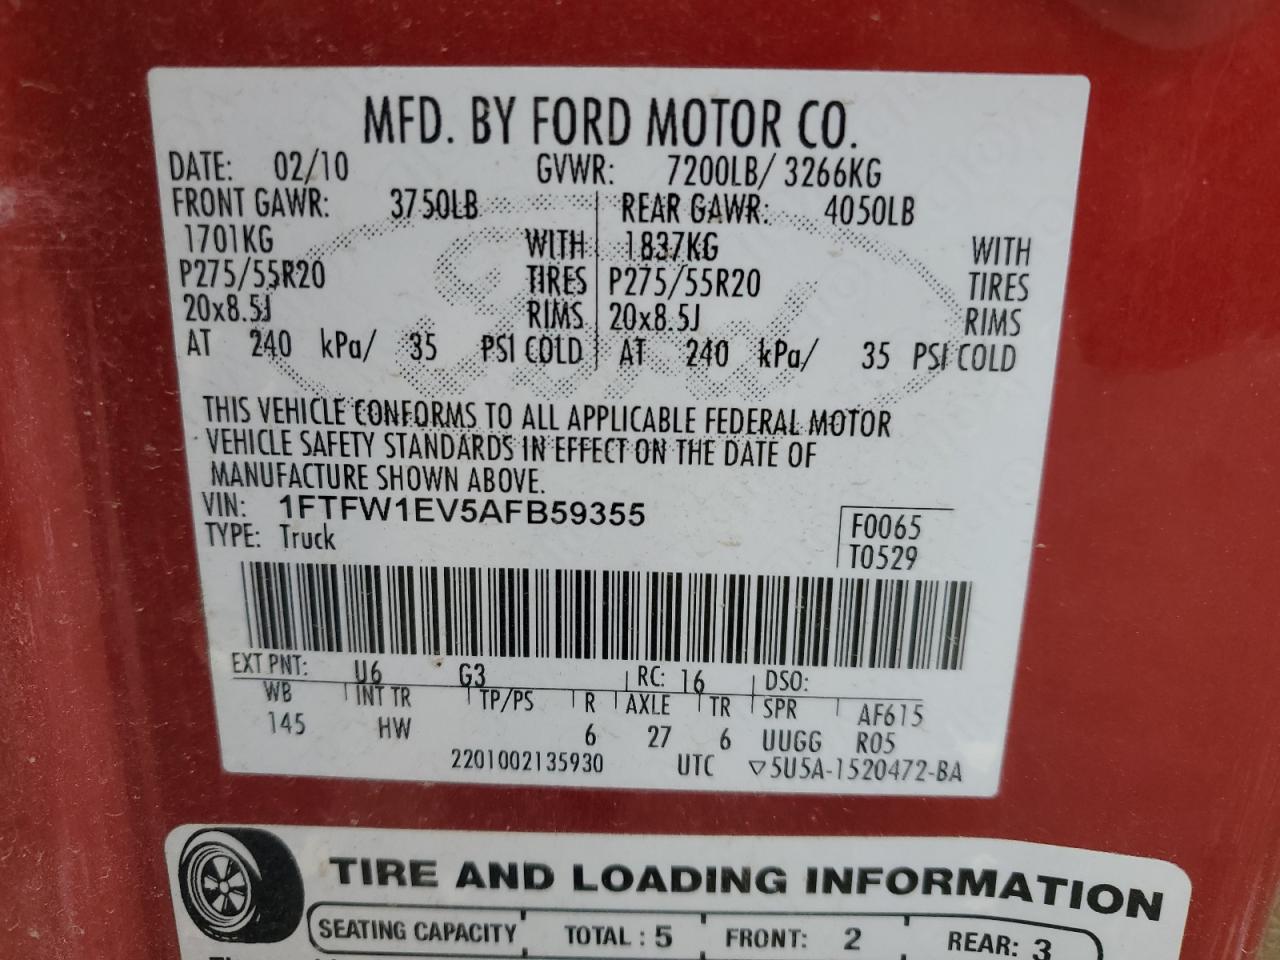 MFD. BY FORD MOTOR CO.
DATE: 02/10 GVWR: 7200LB/ 3266KG
FRONT GAWR: 3750LB REAR GAWR: 4050LB
1701KG WITH 1837KG WITH
P275/55R20 TIRES P275/55R20 TIRES
20x8.5J RIMS 20x8.5J RIMS
AT 240 kPa/ 35 PSI COLD AT 240 kPa/ 35 PSI COLD
THIS VEHICLE CONFORMS TO ALL APPLICABLE FEDERAL MOTOR
VEHICLE SAFETY STANDARDS IN EFFECT ON THE DATE OF
MANUFACTURE SHOWN ABOVE.
VIN: 1FTFW1EV5AFB59355
TYPE: Truck
F0065
T0529
EXT PNT: U6 G3 RC: 16 DSO:
WB INT TR TP/PS R AXLE TR SPR AF615
145 HW 6 27 6 UUGG R05
2201002135930 UTC ▽5U5A-1520472-BA
TIRE AND LOADING INFORMATION
SEATING CAPACITY TOTAL : 5 FRONT: 2 REAR: 3